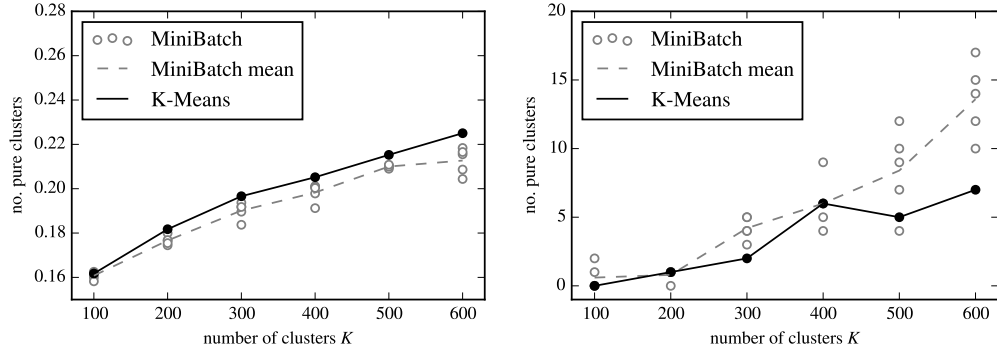 0.28
0.26
0.24
0.22
0.20
0.18
0.16
no. pure clusters
MiniBatch
MiniBatch mean
K-Means
100 200 300 400 500 600
number of clusters K
20
15
10
5
0
no. pure clusters
MiniBatch
MiniBatch mean
K-Means
100 200 300 400 500 600
number of clusters K